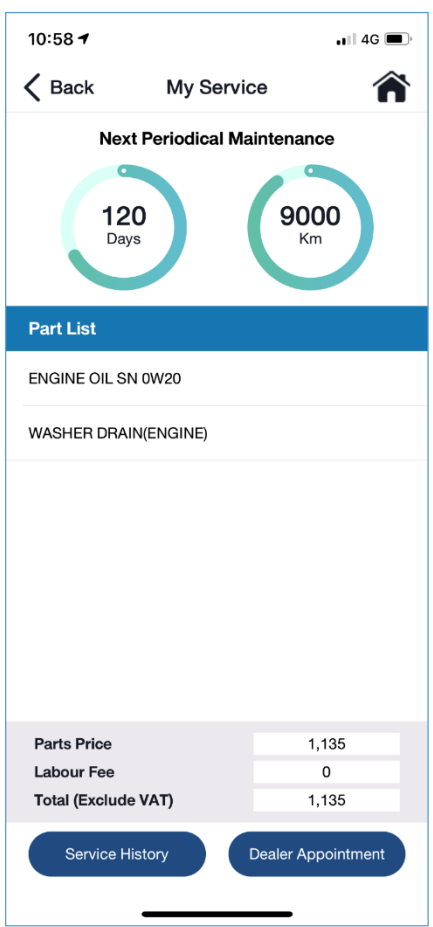 10:58 4G
Back My Service
Next Periodical Maintenance
120 9000
Days Km
Part List
ENGINE OIL SN 0W20
WASHER DRAIN(ENGINE)
Parts Price 1,135
Labour Fee 0
Total (Exclude VAT) 1,135
Service History Dealer Appointment